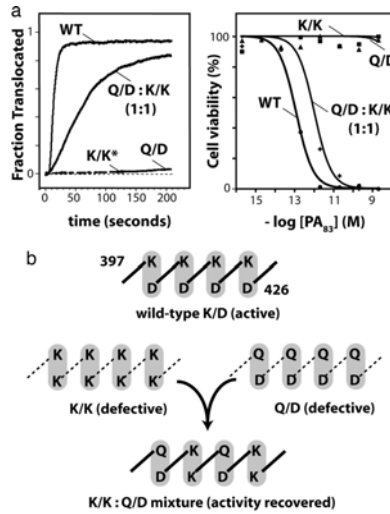 a
Fraction Translocated
1
0
WT
Q/D : K/K
(1:1)
K/K*
Q/D
0 50 100 150 200
time (seconds)
Cell viability (%)
100
50
0
K/K
Q/D
WT
Q/D : K/K
(1:1)
-15 -13 -11 -9
- log [PA83] (M)
b
397 K K K K
D D D D 426
wild-type K/D (active)
K K K K
K K K K
K/K (defective)
Q Q Q Q
D D D D
Q/D (defective)
Q K Q K
D K D K
K/K : Q/D mixture (activity recovered)